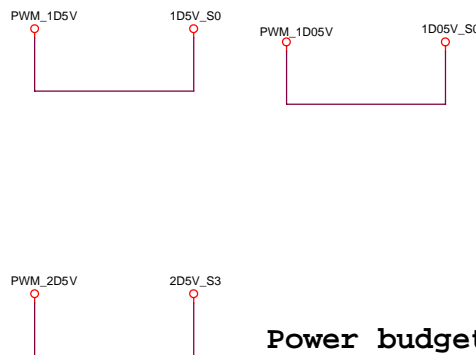 PWM_1D5V 1D5V_S0
PWM_1D05V 1D05V_S0
PWM_2D5V 2D5V_S3
Power budget